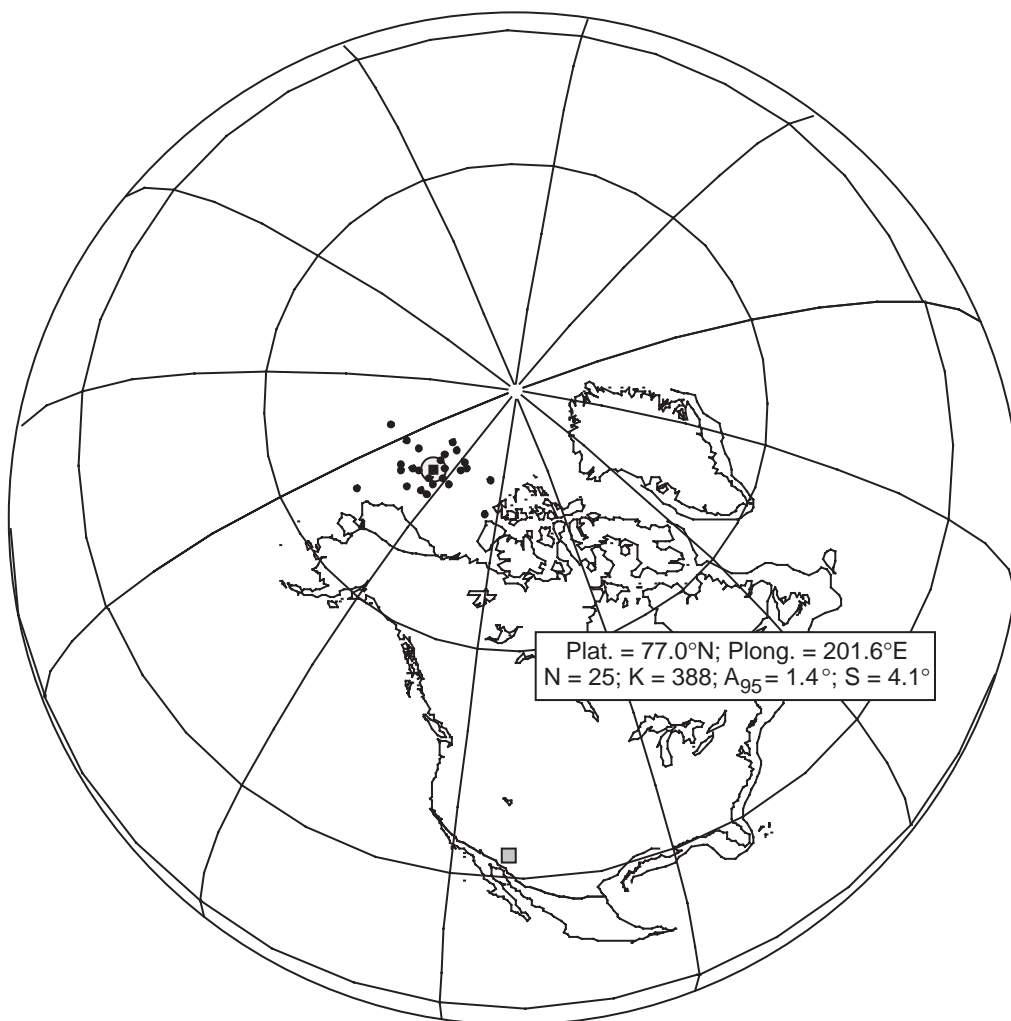 Plat. = 77.0°N; Plong. = 201.6°E
N = 25; K = 388; A95 = 1.4°; S = 4.1°